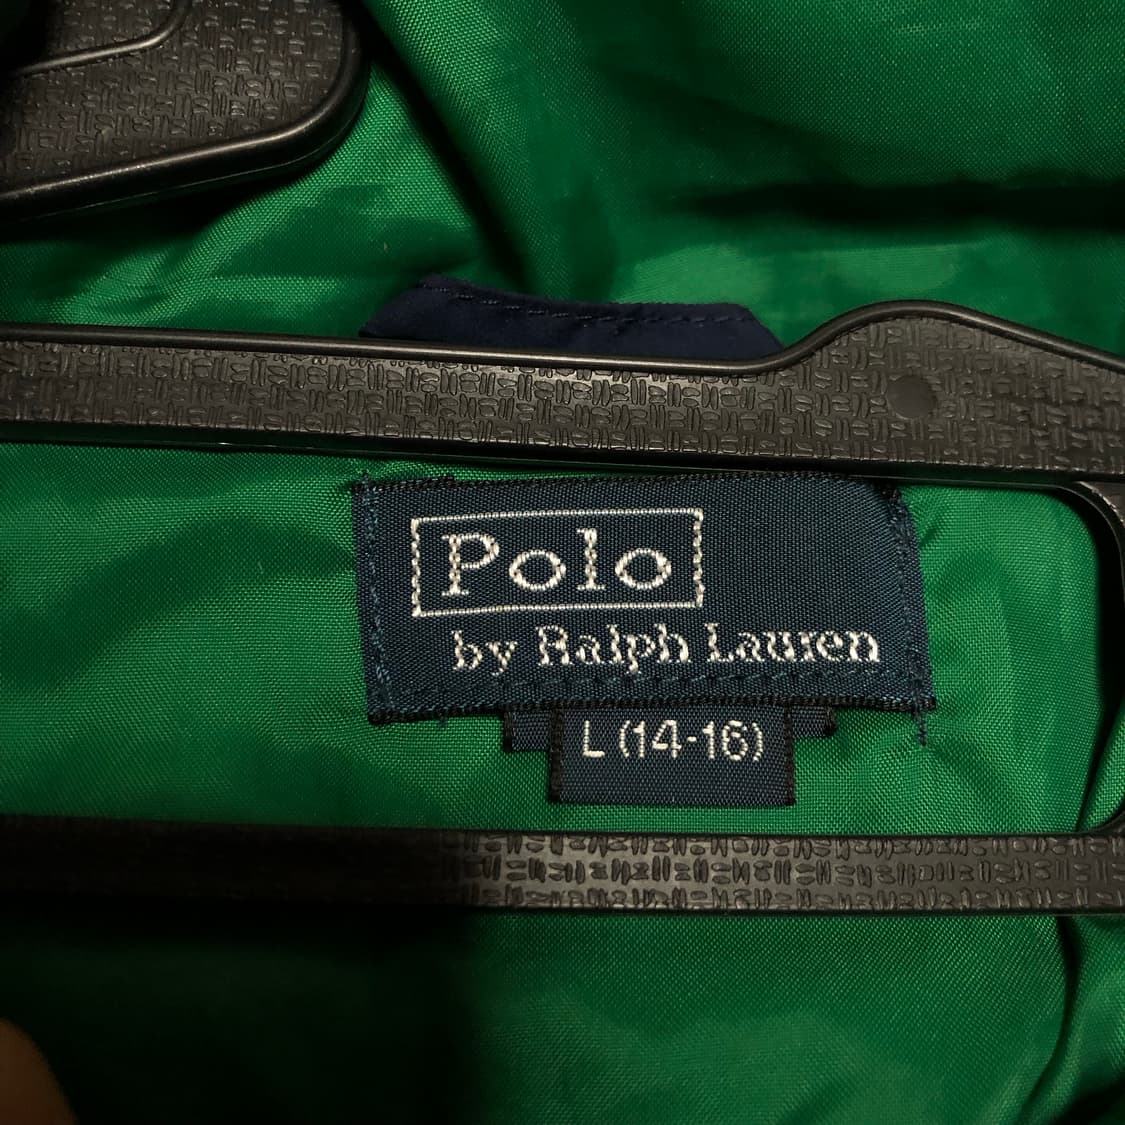 Polo
by Ralph Lauren
L (14-16)